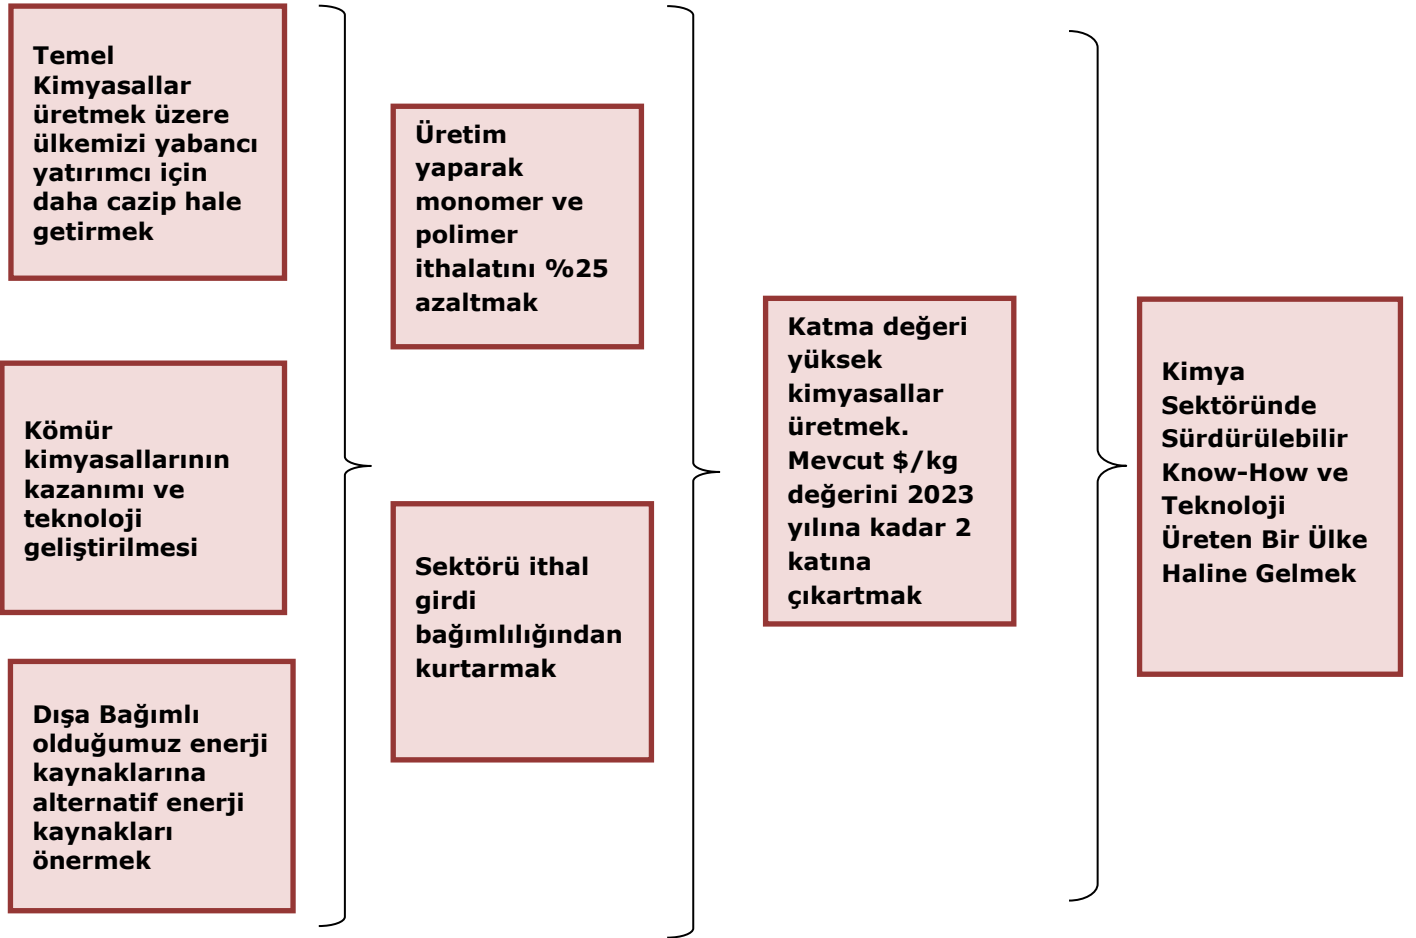 Temel
Kimyasallar
üretmek üzere
ülkemizi yabancı
yatırımcı için
daha cazip hale
getirmek
Kömür
kimyasallarının
kazanımı ve
teknoloji
geliştirilmesi
Dışa Bağımlı
olduğumuz enerji
kaynaklarına
alternatif enerji
kaynakları
önermek
Üretim
yaparak
monomer ve
polimer
ithalatını %25
azaltmak
Sektörü ithal
girdi
bağımlılığından
kurtarmak
Katma değeri
yüksek
kimyasallar
üretmek.
Mevcut $/kg
değerini 2023
yılına kadar 2
katına
çıkartmak
Kimya
Sektöründe
Sürdürülebilir
Know-How ve
Teknoloji
Üreten Bir Ülke
Haline Gelmek